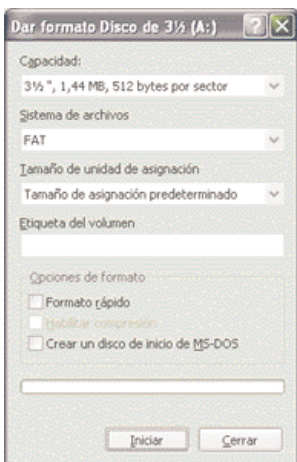 Dar formato Disco de 3½ (A:)
Capacidad:
3½ ", 1,44 MB, 512 bytes por sector
Sistema de archivos
FAT
Tamaño de unidad de asignación
Tamaño de asignación predeterminado
Etiqueta del volumen
Opciones de formato
Formato rápido
Habilitar compresión
Crear un disco de inicio de MS-DOS
Iniciar Cerrar